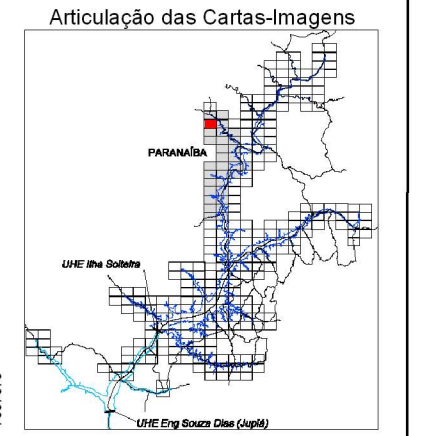 Articulação das Cartas-Imagens
PARANAÍBA
UHE Ilha Solteira
UHE Eng Souza Dias (Jupiá)